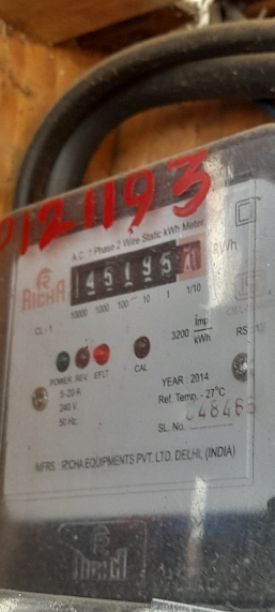 0121193
A.C. 1 Phase 2 Wire Static kWh Meter
RICHA
45195
kWh
10000 1000 100 10 1 1/10
CL-1
3200 Imp/kWh
POWER REV. EFLT CAL
5-20 A
240 V.
50 Hz.
YEAR : 2014
Ref. Temp. - 27°C
SL. No.
MFRS : RICHA EQUIPMENTS PVT. LTD. DELHI, (INDIA)